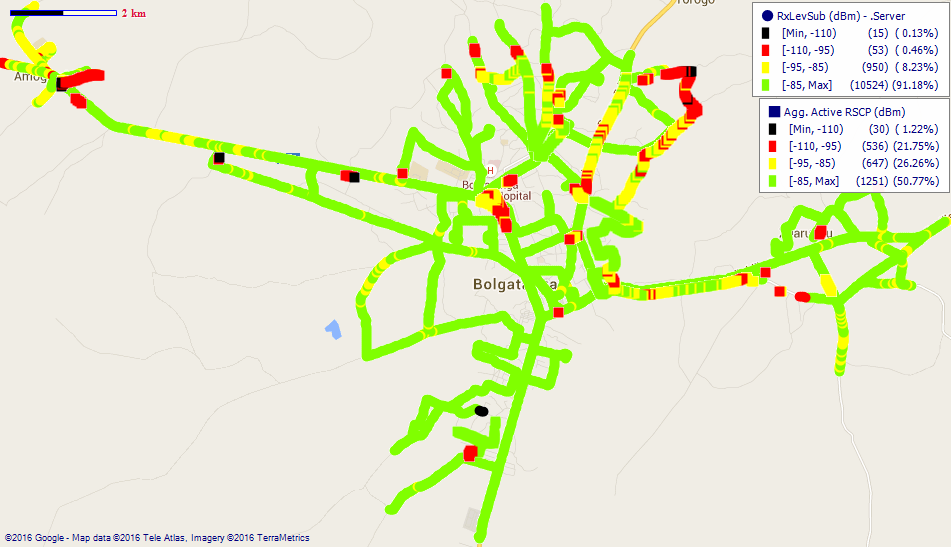 2 km
RxLevSub (dBm) - .Server
[Min, -110) (15) ( 0.13%)
[-110, -95) (53) ( 0.46%)
[-95, -85) (950) ( 8.23%)
[-85, Max] (10524) (91.18%)
Agg. Active RSCP (dBm)
[Min, -110) (30) ( 1.22%)
[-110, -95) (536) (21.75%)
[-95, -85) (647) (26.26%)
[-85, Max] (1251) (50.77%)
H
©2016 Google - Map data ©2016 Tele Atlas, Imagery ©2016 TerraMetrics